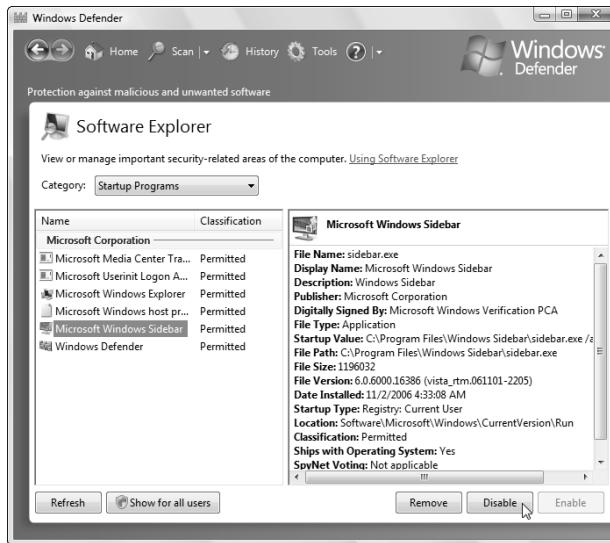 Windows Defender
Home Scan History Tools
Windows Defender
Protection against malicious and unwanted software
Software Explorer
View or manage important security-related areas of the computer. Using Software Explorer
Category: Startup Programs
Name Classification
Microsoft Corporation
Microsoft Media Center Tra... Permitted
Microsoft Userinit Logon A... Permitted
Microsoft Windows Explorer Permitted
Microsoft Windows host pr... Permitted
Microsoft Windows Sidebar Permitted
Windows Defender Permitted
Microsoft Windows Sidebar
File Name: sidebar.exe
Display Name: Microsoft Windows Sidebar
Description: Windows Sidebar
Publisher: Microsoft Corporation
Digitally Signed By: Microsoft Windows Verification PCA
File Type: Application
Startup Value: C:\Program Files\Windows Sidebar\sidebar.exe /a
File Path: C:\Program Files\Windows Sidebar\sidebar.exe
File Size: 1196032
File Version: 6.0.6000.16386 (vista_rtm.061101-2205)
Date Installed: 11/2/2006 4:33:08 AM
Startup Type: Registry: Current User
Location: Software\Microsoft\Windows\CurrentVersion\Run
Classification: Permitted
Ships with Operating System: Yes
SpyNet Voting: Not applicable
Refresh Show for all users Remove Disable Enable